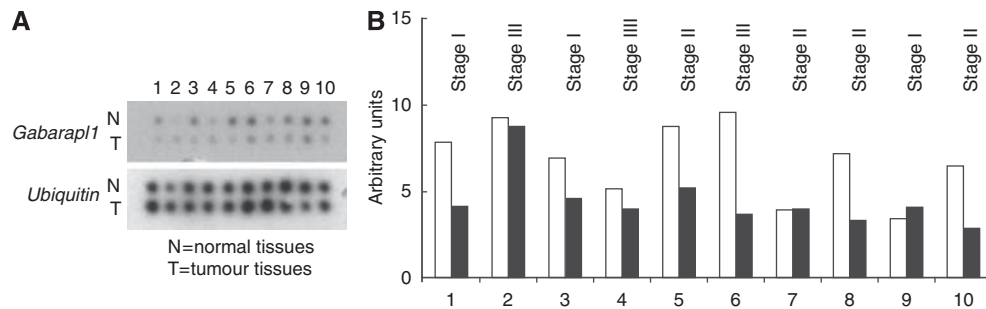 A
1 2 3 4 5 6 7 8 9 10
Gabarapl1
N
T
Ubiquitin
N
T
N=normal tissues
T=tumour tissues
B
Arbitrary units
15
10
5
0
Stage I
Stage III
Stage I
Stage IIII
Stage II
Stage III
Stage II
Stage II
Stage I
Stage II
1 2 3 4 5 6 7 8 9 10